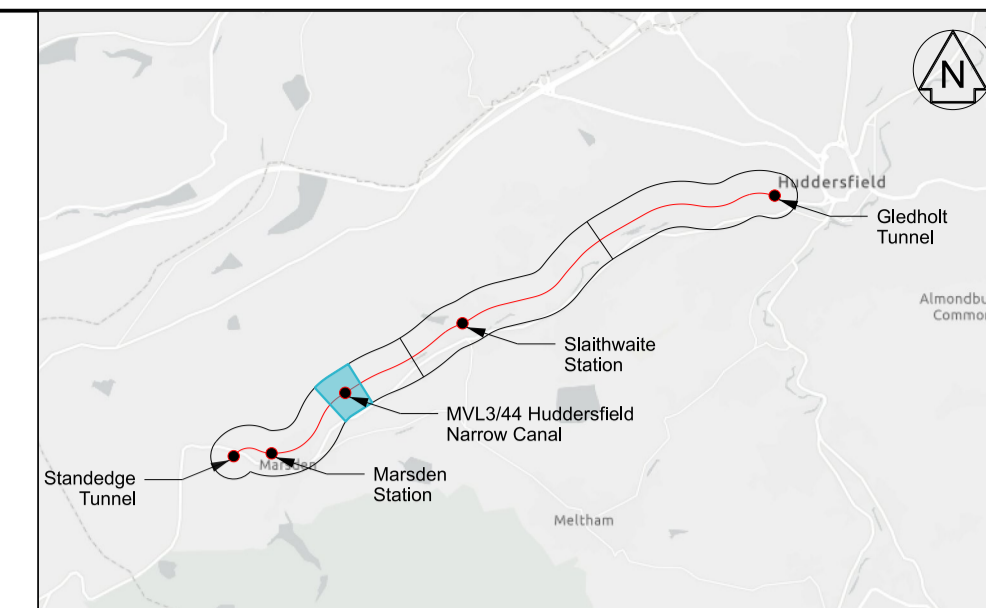 N
Huddersfield
Gledholt
Tunnel
Almondbu
Common
Slaithwaite
Station
MVL3/44 Huddersfield
Narrow Canal
Standedge
Tunnel
Marsden
Marsden
Station
Meltham